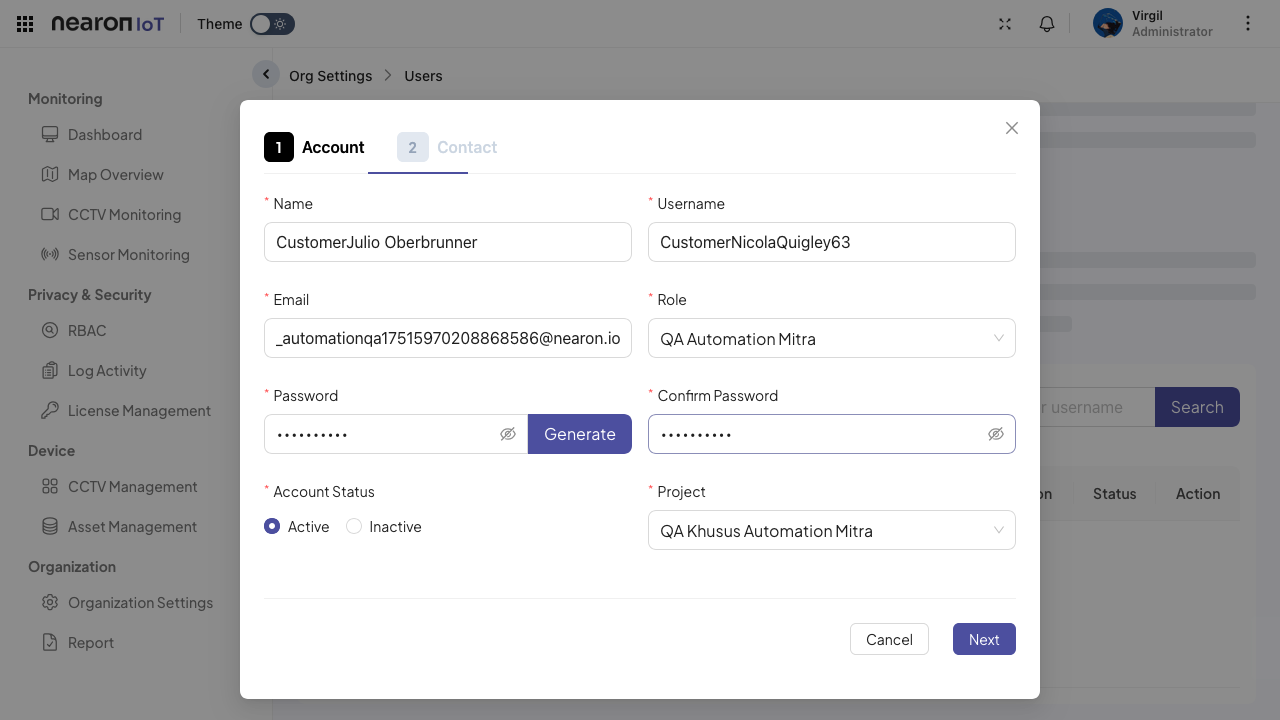 nearon IoT
Theme
Virgil
Administrator
Org Settings > Users
Monitoring
Dashboard
Map Overview
CCTV Monitoring
Sensor Monitoring
Privacy & Security
RBAC
Log Activity
License Management
Device
CCTV Management
Asset Management
Organization
Organization Settings
Report
1 Account
2 Contact
* Name
CustomerJulio Oberbrunner
* Username
CustomerNicolaQuigley63
* Email
_automationqa17515970208868586@nearon.io
* Role
QA Automation Mitra
* Password
••••••••••
Generate
* Confirm Password
••••••••••
* Account Status
Active
Inactive
* Project
QA Khusus Automation Mitra
Cancel
Next
username
Search
Status
Action